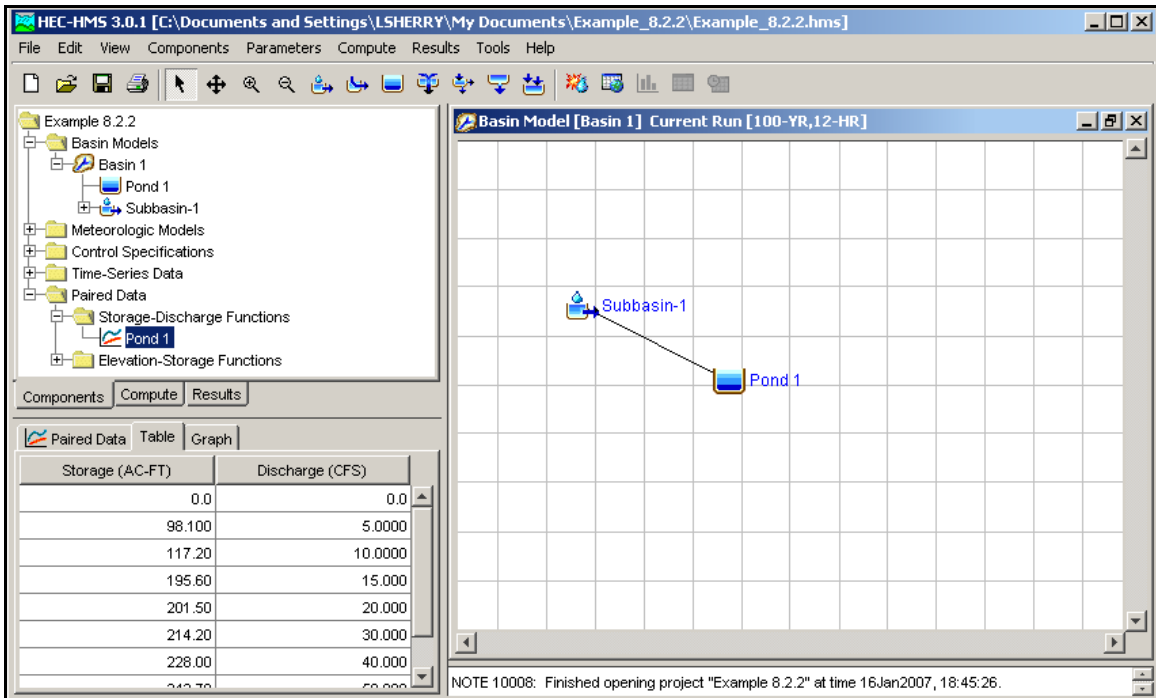 HEC-HMS 3.0.1 [C:\Documents and Settings\LSHERRY\My Documents\Example_8.2.2\Example_8.2.2.hms]
File Edit View Components Parameters Compute Results Tools Help
Example 8.2.2
Basin Models
Basin 1
Pond 1
Subbasin-1
Meteorologic Models
Control Specifications
Time-Series Data
Paired Data
Storage-Discharge Functions
Pond 1
Elevation-Storage Functions
Components Compute Results
Paired Data Table Graph
Storage (AC-FT) Discharge (CFS)
0.0 0.0
98.100 5.0000
117.20 10.0000
195.60 15.000
201.50 20.000
214.20 30.000
228.00 40.000
Basin Model [Basin 1] Current Run [100-YR,12-HR]
Subbasin-1
Pond 1
NOTE 10008: Finished opening project "Example 8.2.2" at time 16Jan2007, 18:45:26.